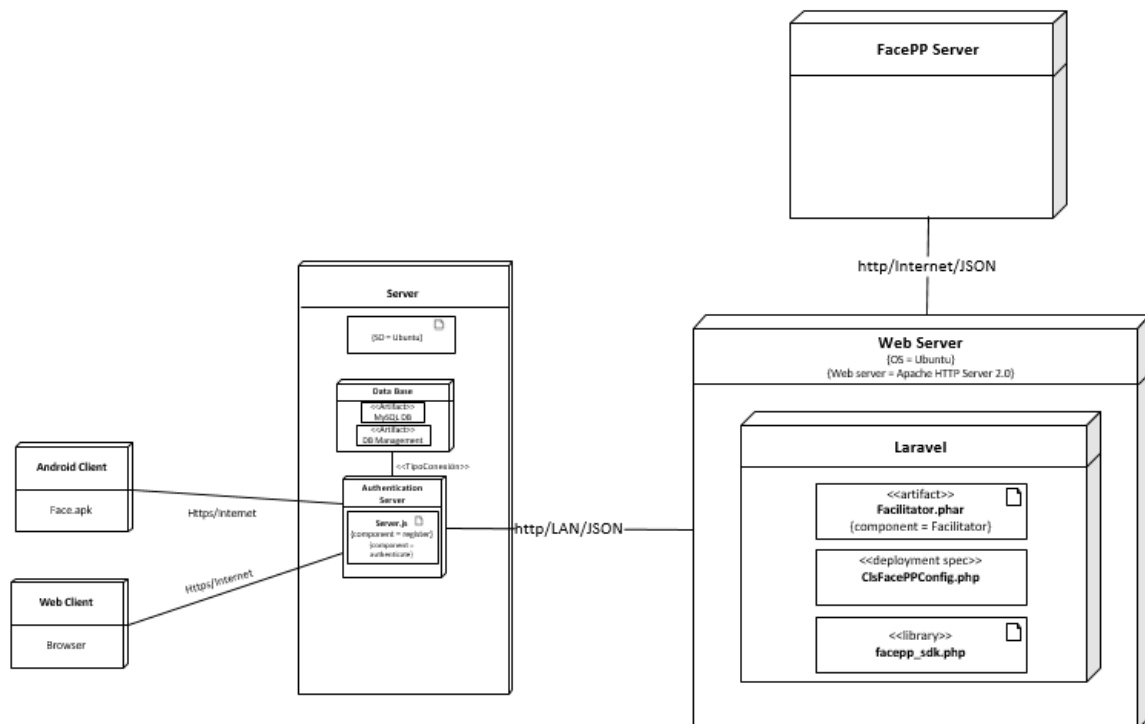 FacePP Server
http/Internet/JSON
Server
{SO = Ubuntu}
Data Base
<<Artifact>>
MySQL DB
<<Artifact>>
DB Management
<<TipoConexión>>
Authentication
Server
Server.js
{component = register}
{component =
authenticate}
Android Client
Face.apk
Https/Internet
Web Client
Browser
Https/Internet
http/LAN/JSON
Web Server
{OS = Ubuntu}
{Web server = Apache HTTP Server 2.0}
Laravel
<<artifact>>
Facilitator.phar
{component = Facilitator}
<<deployment spec>>
ClsFacePPConfig.php
<<library>>
facepp_sdk.php